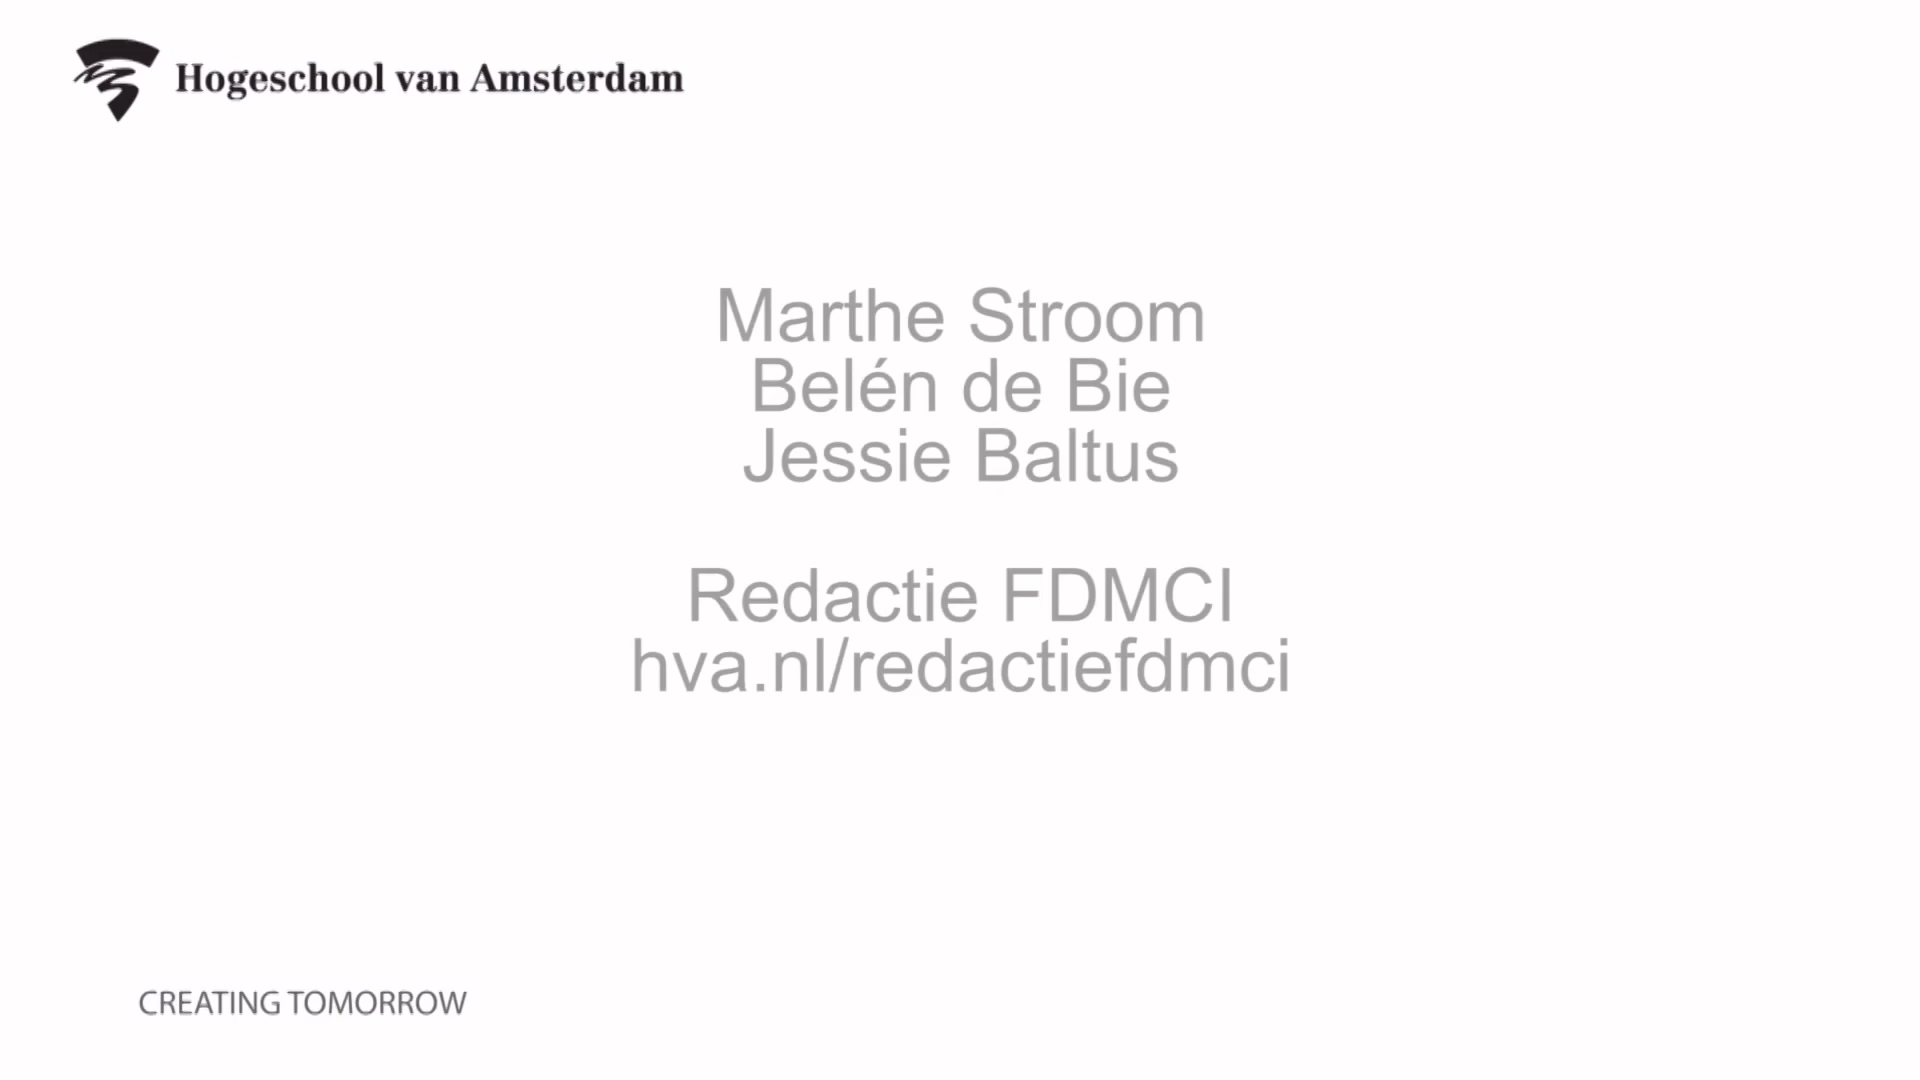 Hogeschool van Amsterdam
Marthe Stroom
Belén de Bie
Jessie Baltus
Redactie FDMCI
hva.nl/redactiefdmci
CREATING TOMORROW